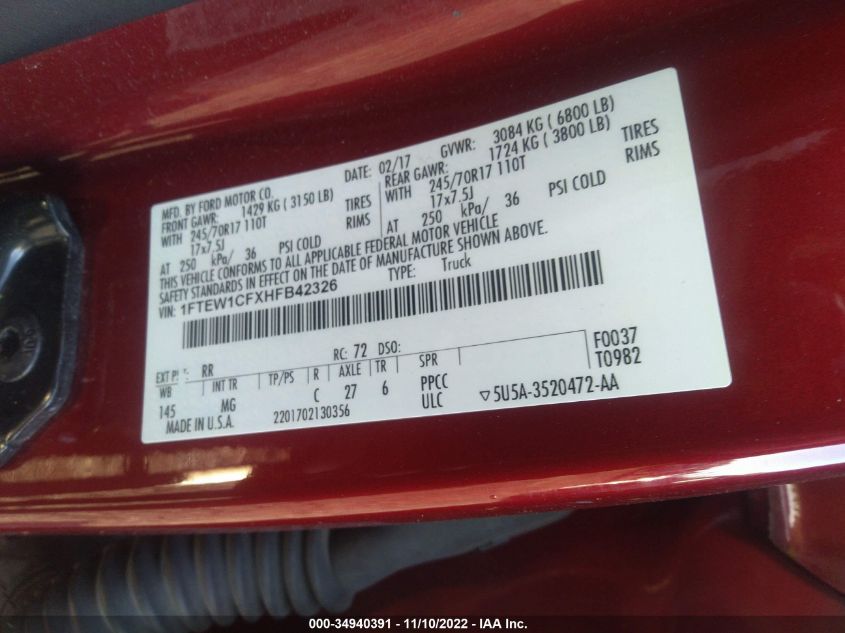 MFD. BY FORD MOTOR CO.
DATE: 02/17 GVWR: 3084 KG ( 6800 LB)
FRONT GAWR: 1429 KG ( 3150 LB) REAR GAWR: 1724 KG ( 3800 LB)
WITH 245/70R17 110T TIRES WITH 245/70R17 110T TIRES
17x7.5J RIMS 17x7.5J RIMS
AT 250 kPa/ 36 PSI COLD AT 250 kPa/ 36 PSI COLD
THIS VEHICLE CONFORMS TO ALL APPLICABLE FEDERAL MOTOR VEHICLE
SAFETY STANDARDS IN EFFECT ON THE DATE OF MANUFACTURE SHOWN ABOVE.
VIN: 1FTEW1CFXHFB42326 TYPE: Truck
EXT RR RC: 72 DSO: F0037
WB INT TR TP/PS R AXLE TR SPR T0982
145 MG C 27 6 PPCC
MADE IN U.S.A. 2201702130356 ULC ▽5U5A-3520472-AA
000-34940391 - 11/10/2022 - IAA Inc.